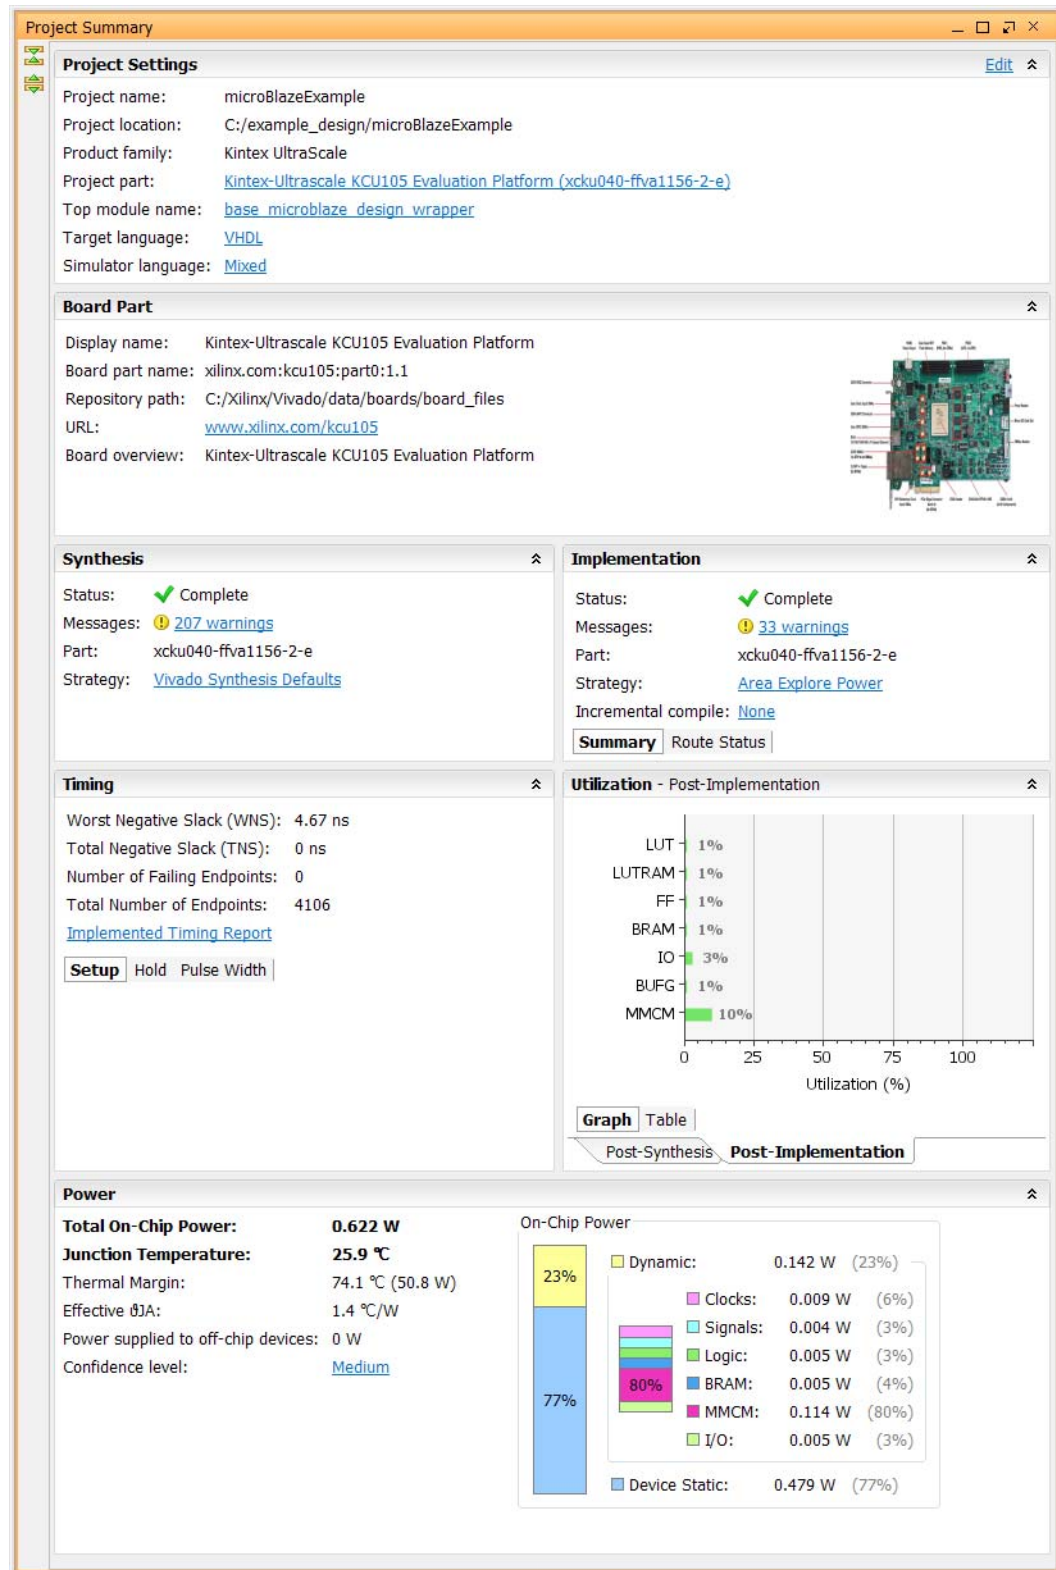 Project Summary
Project Settings
Edit
Project name: microBlazeExample
Project location: C:/example_design/microBlazeExample
Product family: Kintex UltraScale
Project part: Kintex-Ultrascale KCU105 Evaluation Platform (xcku040-ffva1156-2-e)
Top module name: base_microblaze_design_wrapper
Target language: VHDL
Simulator language: Mixed
Board Part
Display name: Kintex-Ultrascale KCU105 Evaluation Platform
Board part name: xilinx.com:kcu105:part0:1.1
Repository path: C:/Xilinx/Vivado/data/boards/board_files
URL: www.xilinx.com/kcu105
Board overview: Kintex-Ultrascale KCU105 Evaluation Platform
Synthesis
Status: Complete
Messages: 207 warnings
Part: xcku040-ffva1156-2-e
Strategy: Vivado Synthesis Defaults
Implementation
Status: Complete
Messages: 33 warnings
Part: xcku040-ffva1156-2-e
Strategy: Area Explore Power
Incremental compile: None
Summary Route Status
Timing
Worst Negative Slack (WNS): 4.67 ns
Total Negative Slack (TNS): 0 ns
Number of Failing Endpoints: 0
Total Number of Endpoints: 4106
Implemented Timing Report
Setup Hold Pulse Width
Utilization - Post-Implementation
LUT 1%
LUTRAM 1%
FF 1%
BRAM 1%
IO 3%
BUFG 1%
MMCM 10%
0 25 50 75 100
Utilization (%)
Graph Table
Post-Synthesis Post-Implementation
Power
Total On-Chip Power: 0.622 W
Junction Temperature: 25.9 °C
Thermal Margin: 74.1 °C (50.8 W)
Effective ϑJA: 1.4 °C/W
Power supplied to off-chip devices: 0 W
Confidence level: Medium
On-Chip Power
23%
77%
Dynamic: 0.142 W (23%)
80%
Clocks: 0.009 W (6%)
Signals: 0.004 W (3%)
Logic: 0.005 W (3%)
BRAM: 0.005 W (4%)
MMCM: 0.114 W (80%)
I/O: 0.005 W (3%)
Device Static: 0.479 W (77%)